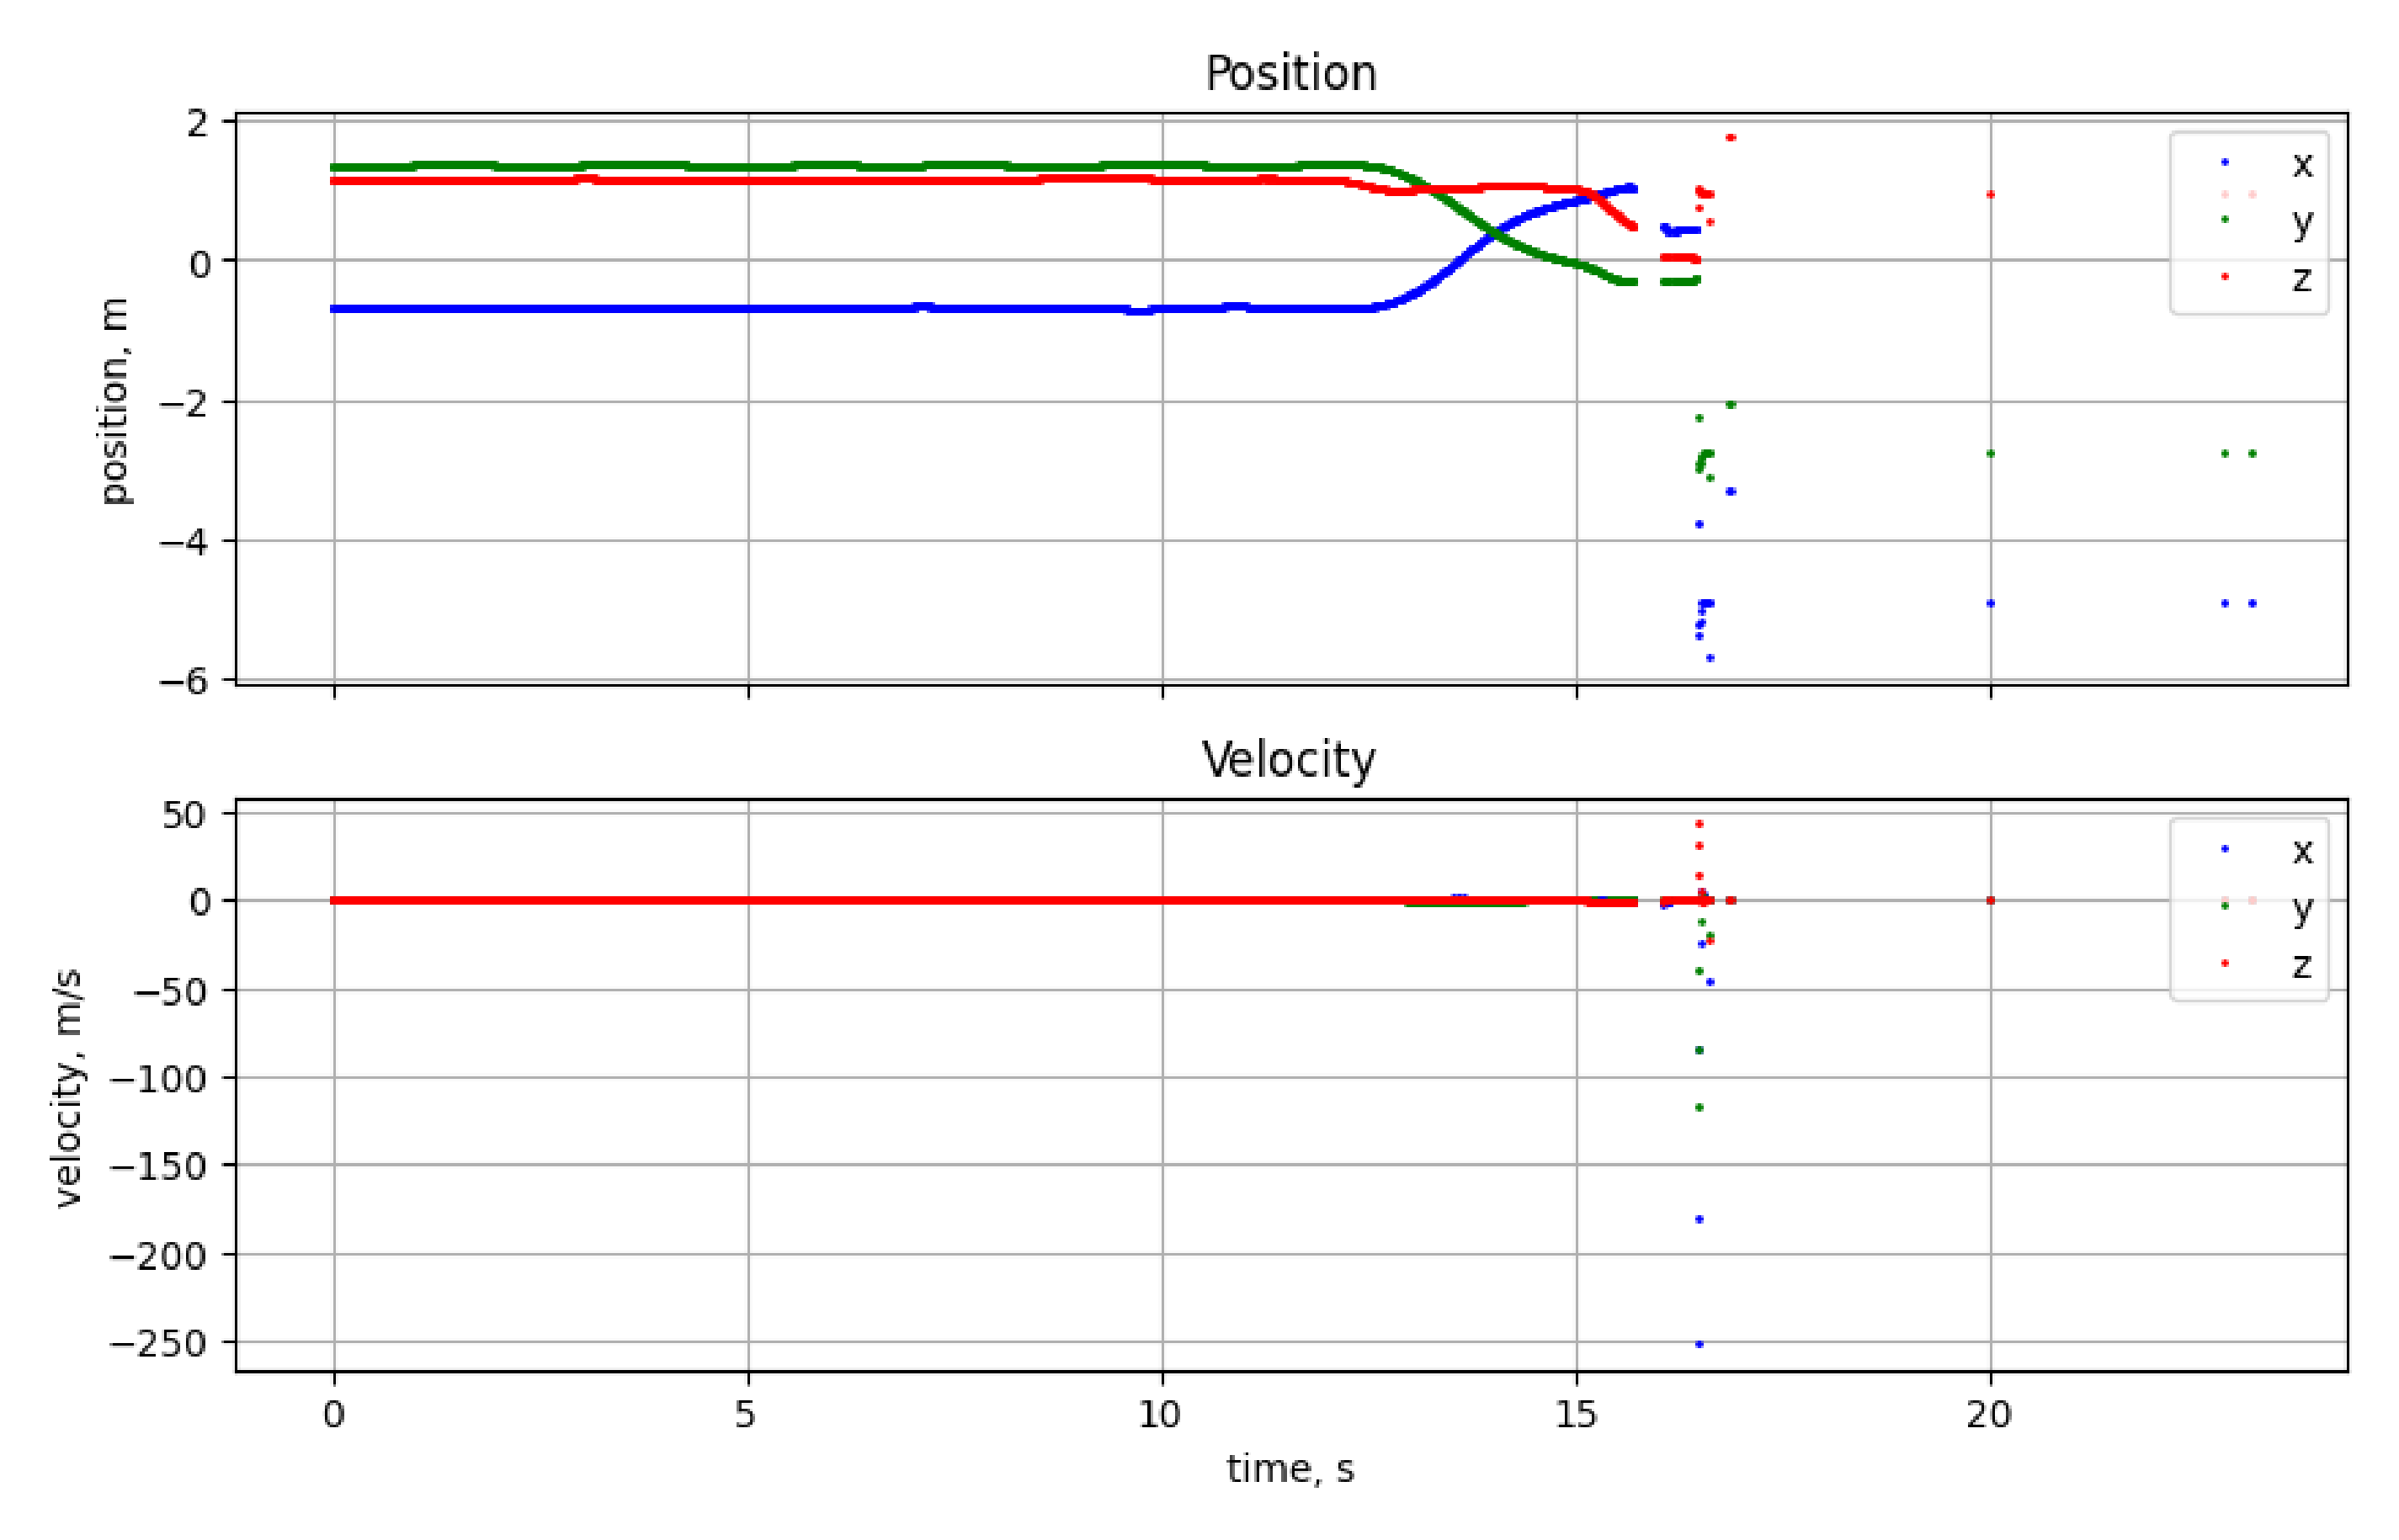 Position
2
0
−2
−4
−6
position, m
x
y
z
Velocity
50
0
−50
−100
−150
−200
−250
velocity, m/s
x
y
z
0 5 10 15 20
time, s